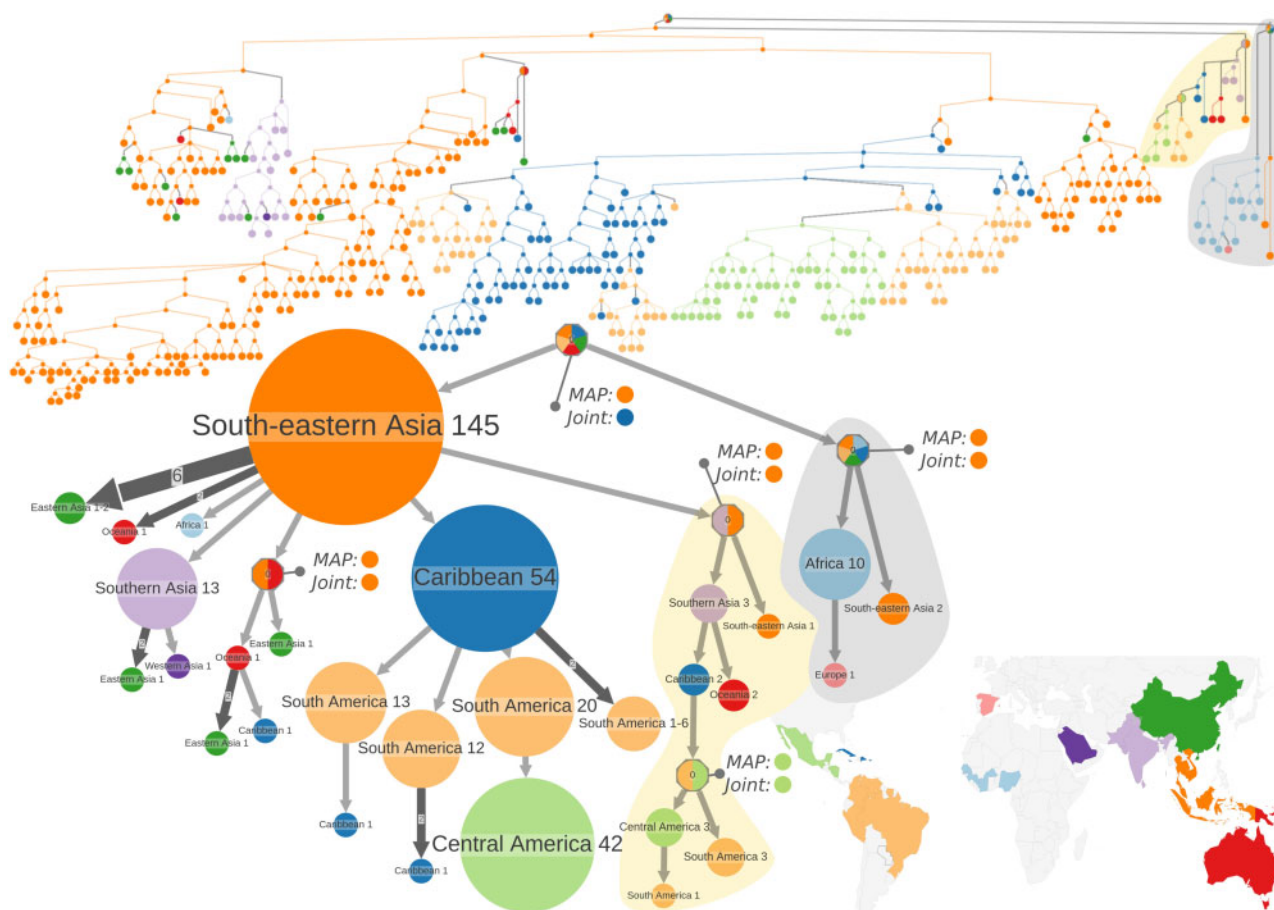 MAP:
Joint:
South-eastern Asia 145
MAP:
Joint:
0
MAP:
Joint:
6
Eastern Asia 1-2
Oceania 1
Africa 1
0
Southern Asia 13
MAP:
Joint:
Caribbean 54
Africa 10
Southern Asia 3
South-eastern Asia 2
South-eastern Asia 1
Eastern Asia 1
Oceania 1
Western Asia 1
Eastern Asia 1
Caribbean 2
Europe 1
Oceania 2
South America 13
South America 20
South America 1-6
Caribbean 1
Eastern Asia 1
South America 12
MAP:
Joint:
0
Caribbean 1
Central America 3
Central America 42
South America 3
Caribbean 1
South America 1